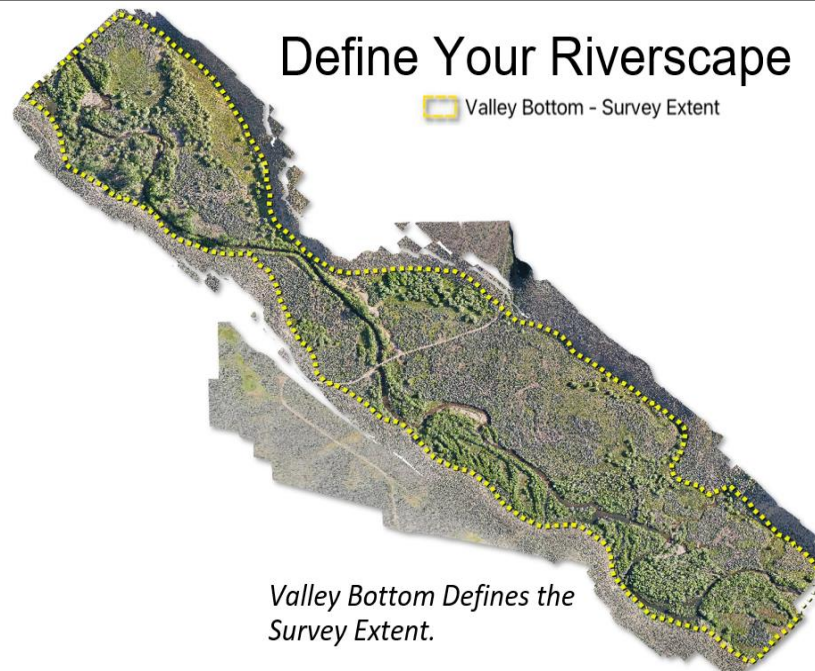 Define Your Riverscape
Valley Bottom - Survey Extent
Valley Bottom Defines the
Survey Extent.